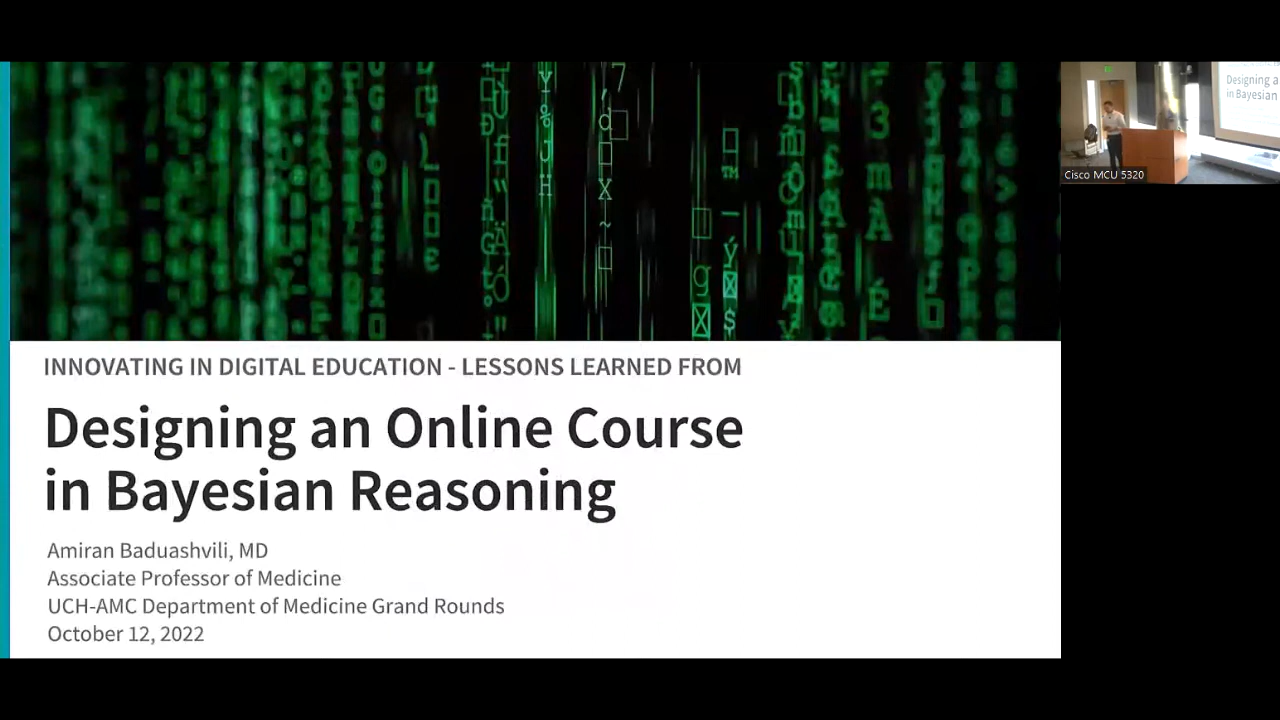 INNOVATING IN DIGITAL EDUCATION - LESSONS LEARNED FROM
Designing an Online Course
in Bayesian Reasoning
Amiran Baduashvili, MD
Associate Professor of Medicine
UCH-AMC Department of Medicine Grand Rounds
October 12, 2022
Designing a
in Bayesian
Cisco MCU 5320